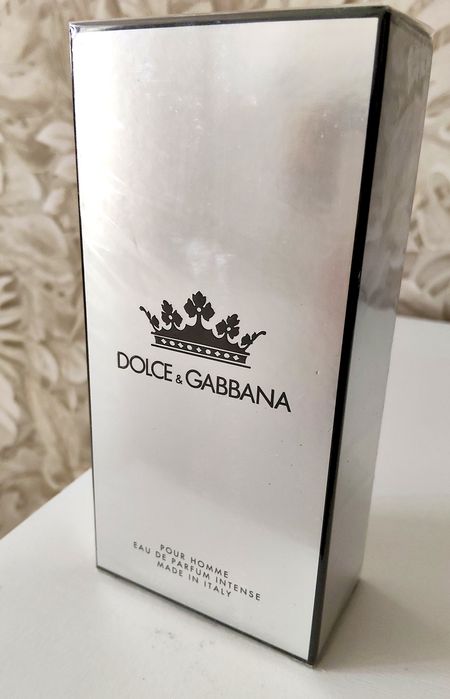 DOLCE & GABBANA
POUR HOMME
EAU DE PARFUM INTENSE
MADE IN ITALY